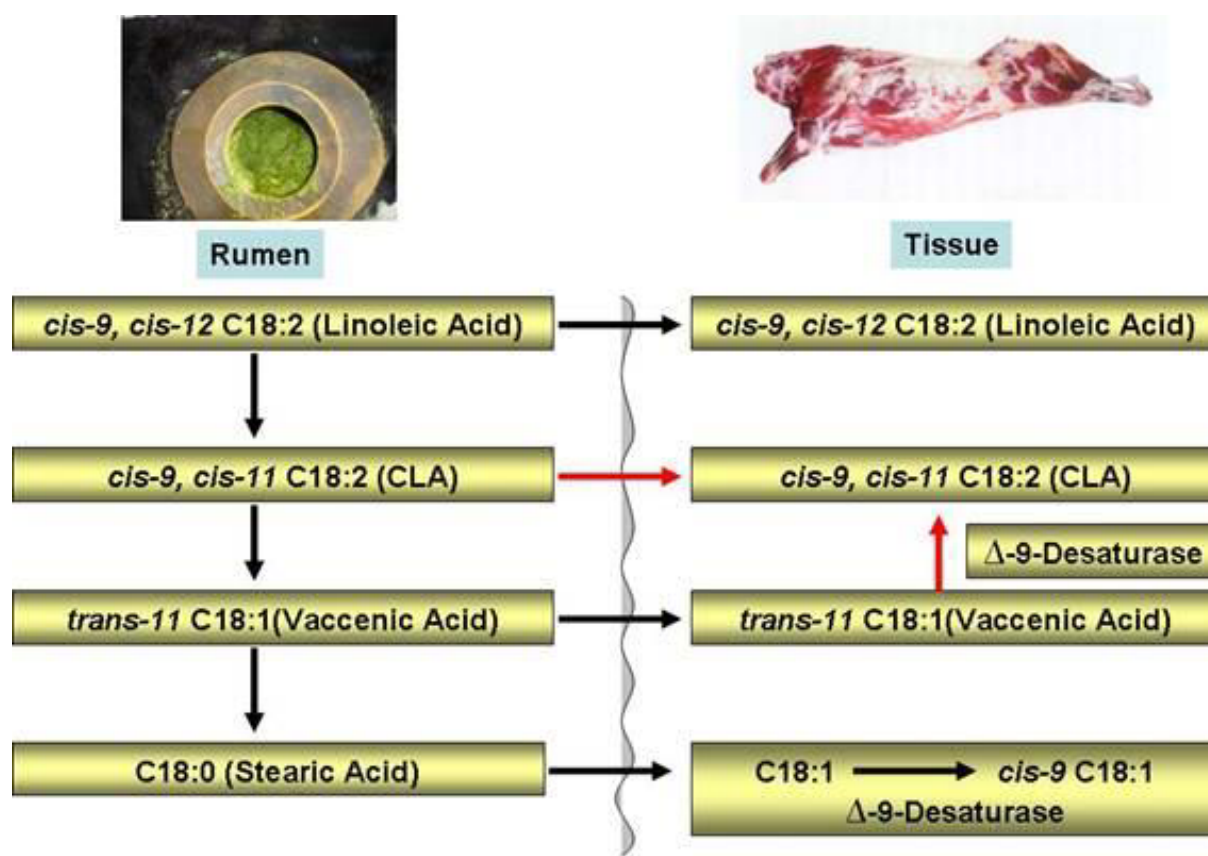 Rumen
Tissue
cis-9, cis-12 C18:2 (Linoleic Acid)
cis-9, cis-12 C18:2 (Linoleic Acid)
cis-9, cis-11 C18:2 (CLA)
cis-9, cis-11 C18:2 (CLA)
Δ-9-Desaturase
trans-11 C18:1(Vaccenic Acid)
trans-11 C18:1(Vaccenic Acid)
C18:0 (Stearic Acid)
C18:1 cis-9 C18:1
Δ-9-Desaturase